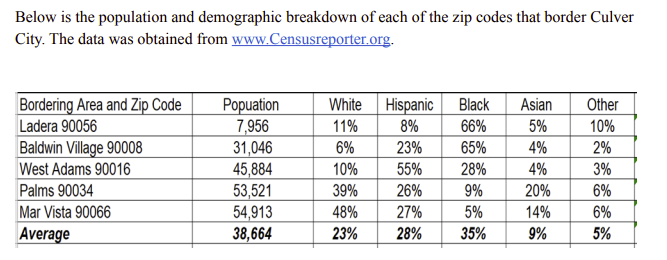 Below is the population and demographic breakdown of each of the zip codes that border Culver
City. The data was obtained from www.Censusreporter.org.
Bordering Area and Zip Code Popuation White Hispanic Black Asian Other
Ladera 90056 7,956 11% 8% 66% 5% 10%
Baldwin Village 90008 31,046 6% 23% 65% 4% 2%
West Adams 90016 45,884 10% 55% 28% 4% 3%
Palms 90034 53,521 39% 26% 9% 20% 6%
Mar Vista 90066 54,913 48% 27% 5% 14% 6%
Average 38,664 23% 28% 35% 9% 5%